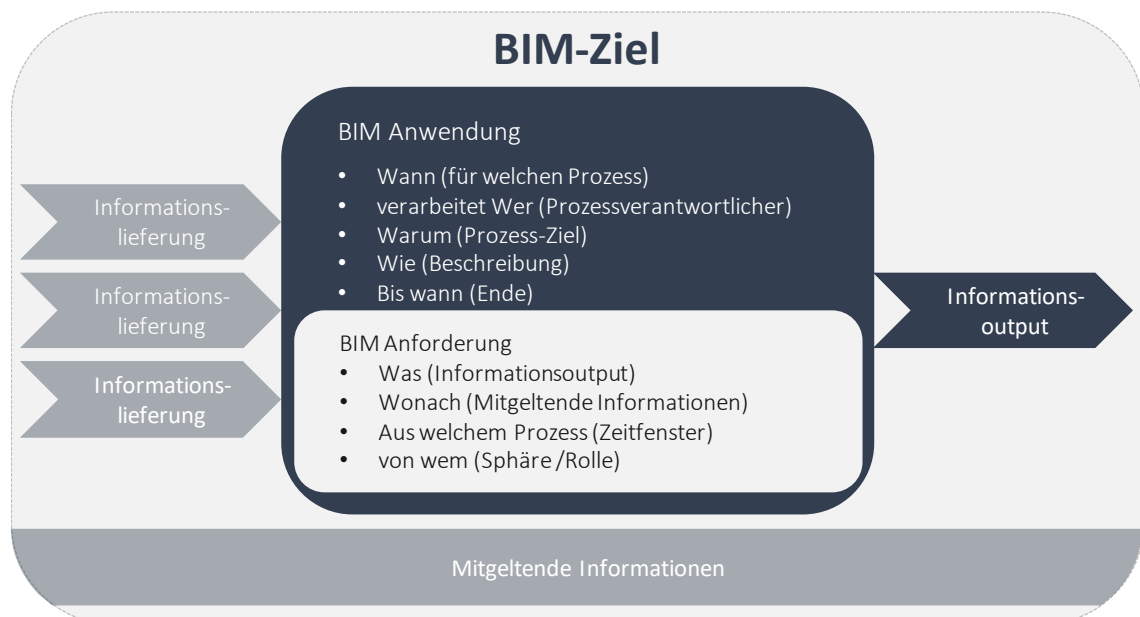 BIM-Ziel
BIM Anwendung
• Wann (für welchen Prozess)
• verarbeitet Wer (Prozessverantwortlicher)
• Warum (Prozess-Ziel)
• Wie (Beschreibung)
• Bis wann (Ende)
BIM Anforderung
• Was (Informationsoutput)
• Wonach (Mitgeltende Informationen)
• Aus welchem Prozess (Zeitfenster)
• von wem (Sphäre /Rolle)
Informations-
lieferung
Informations-
lieferung
Informations-
lieferung
Informations-
output
Mitgeltende Informationen